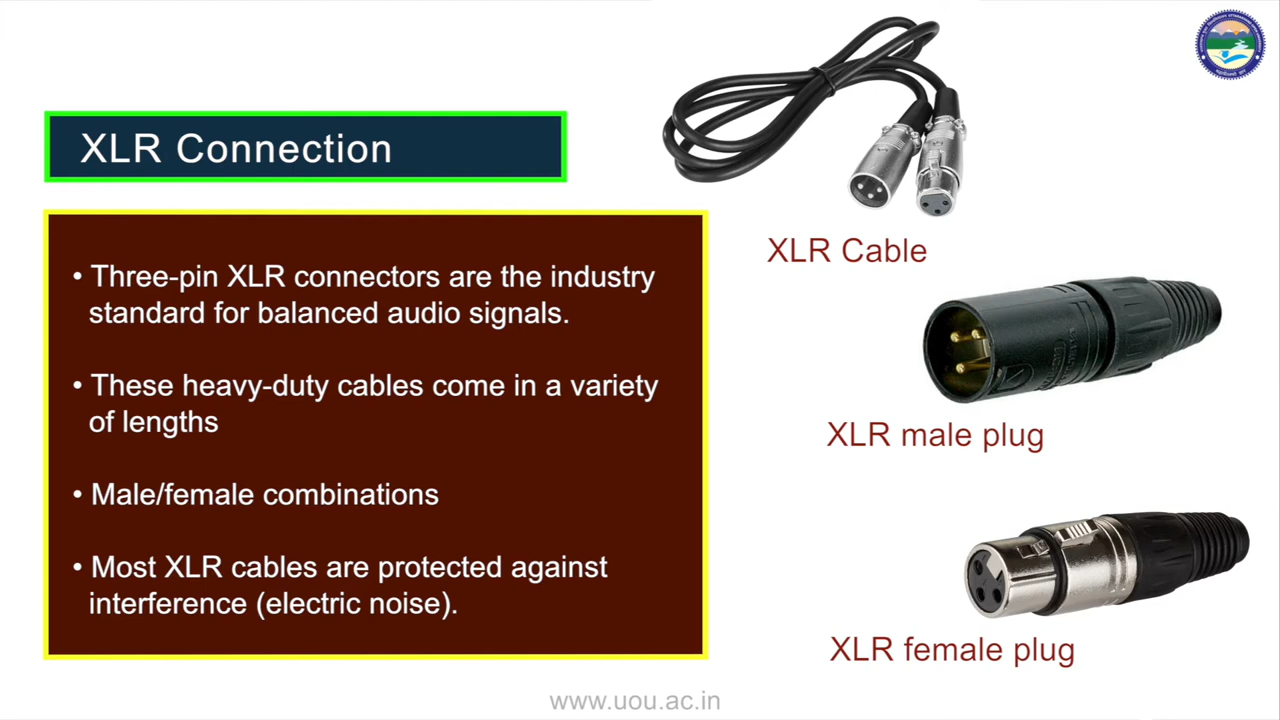 XLR Connection
• Three-pin XLR connectors are the industry
standard for balanced audio signals.
• These heavy-duty cables come in a variety
of lengths
• Male/female combinations
• Most XLR cables are protected against
interference (electric noise).
XLR Cable
XLR male plug
XLR female plug
www.uou.ac.in